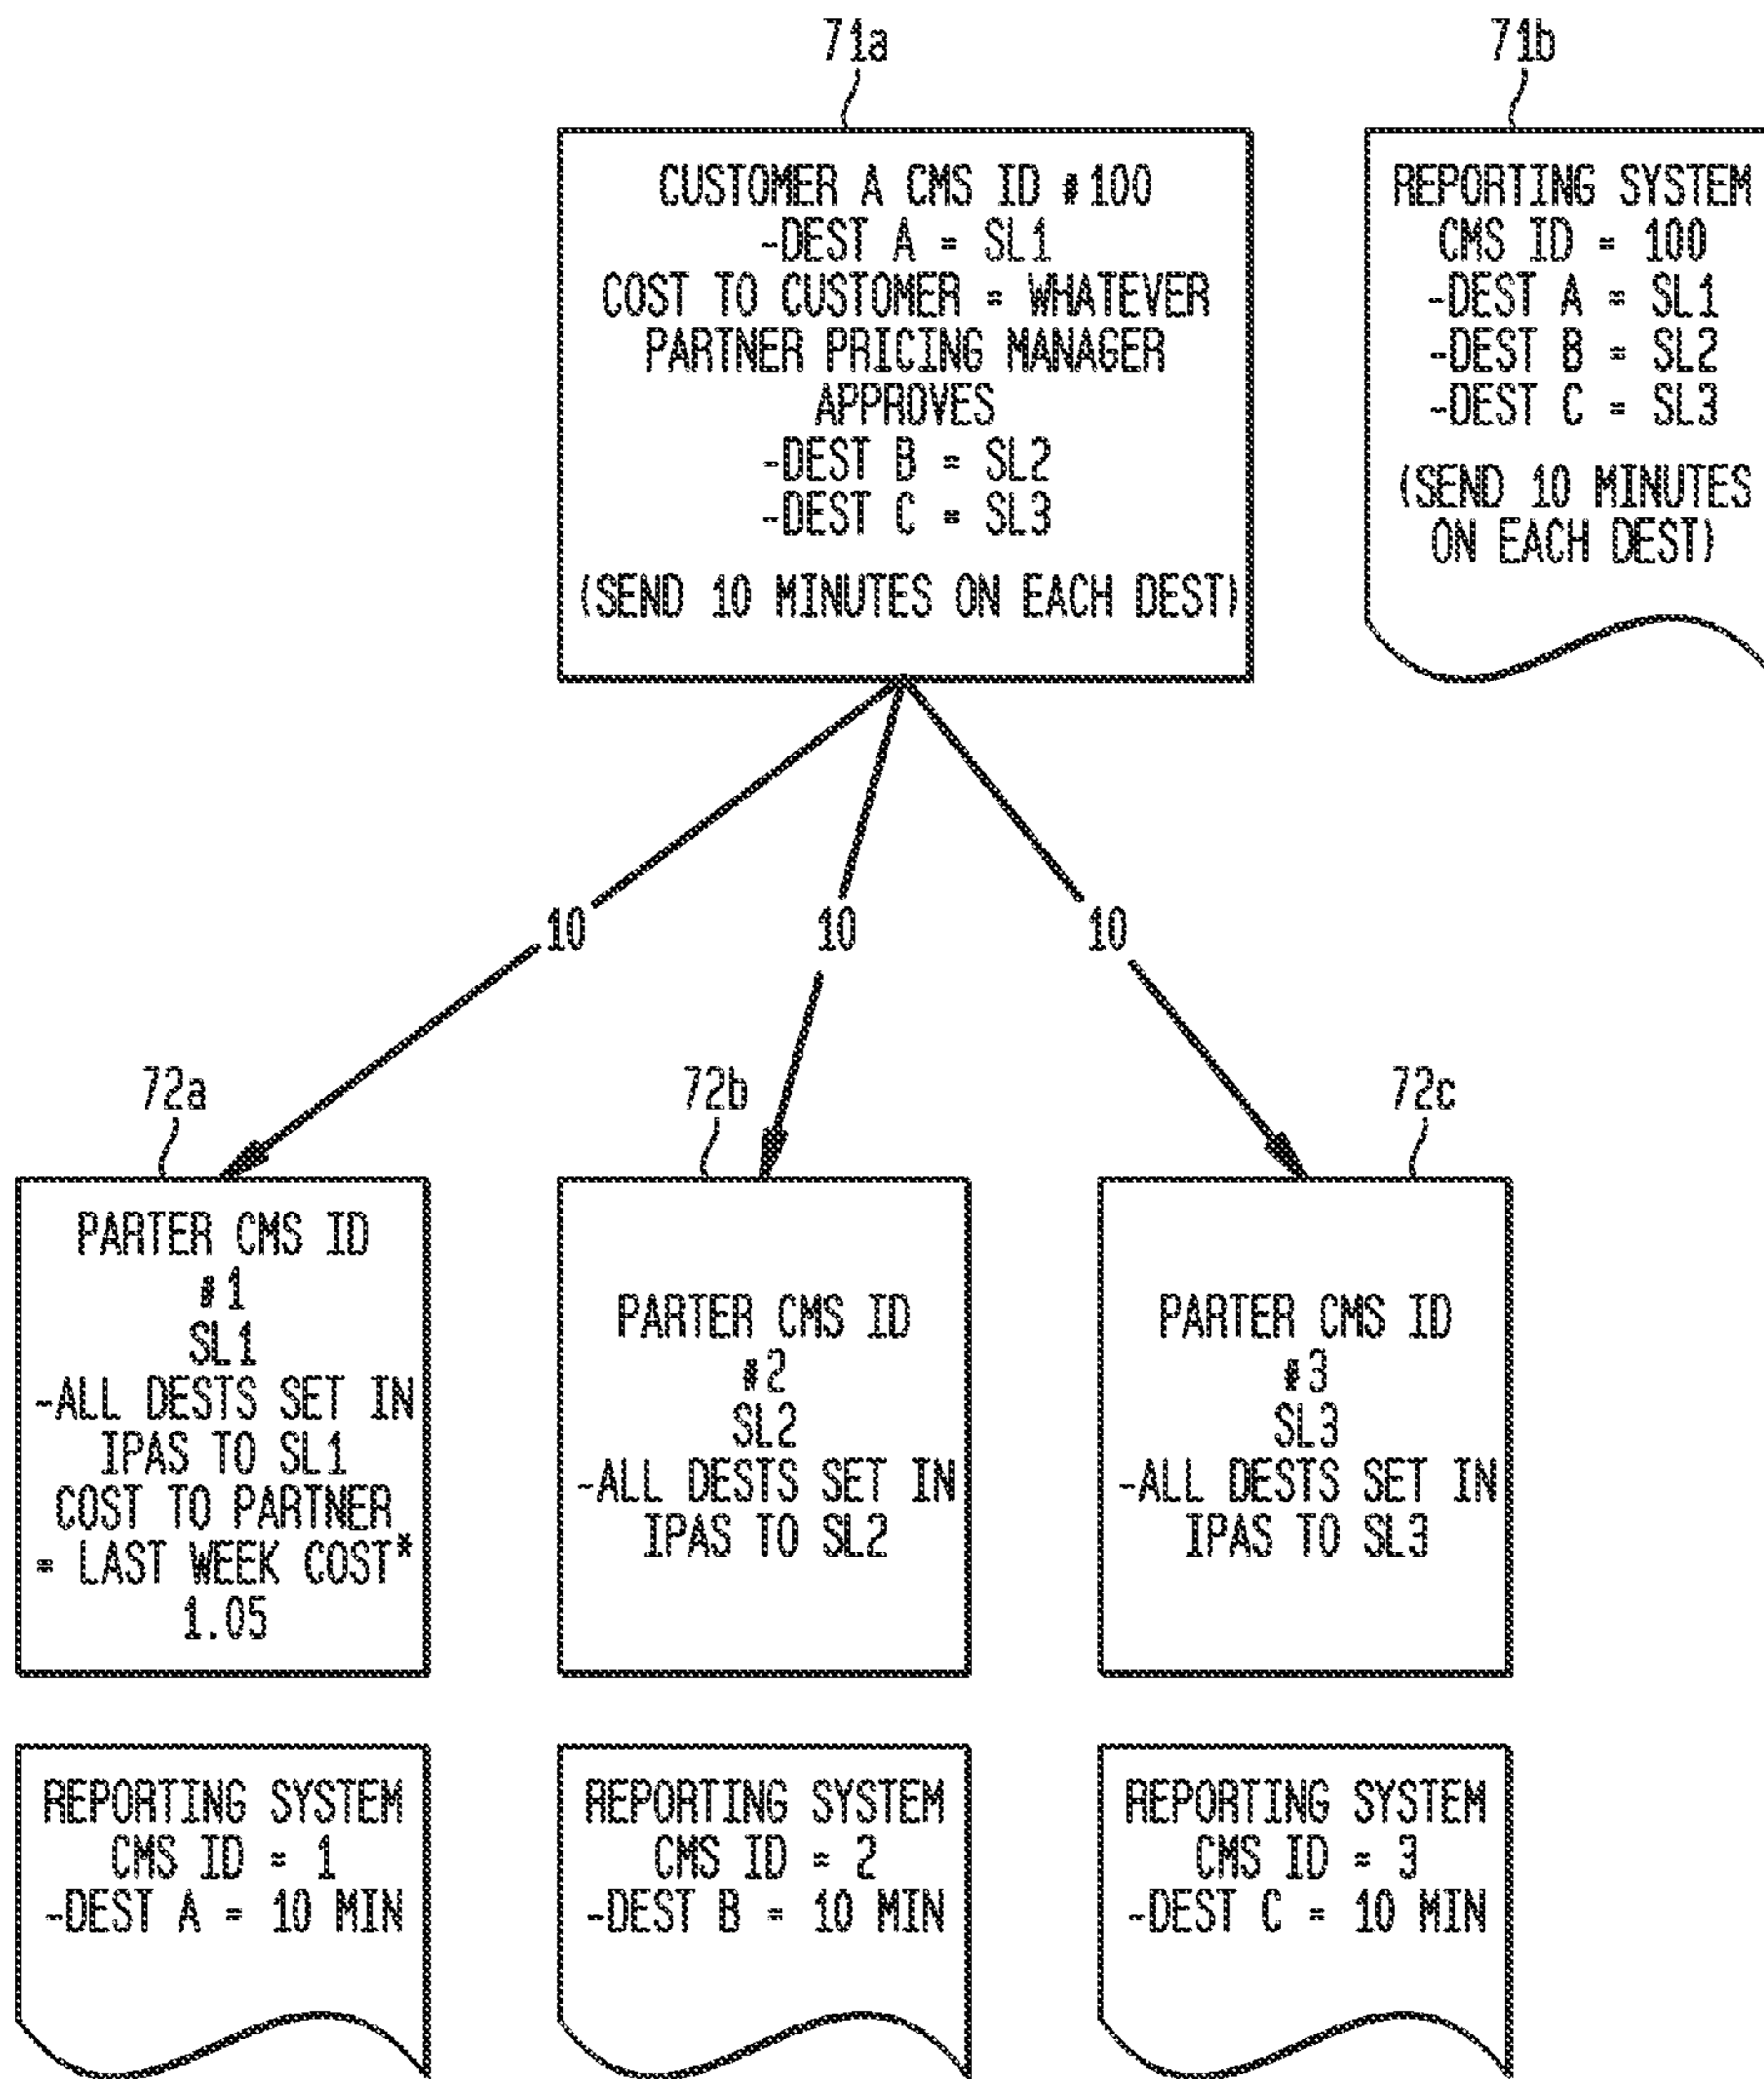 71a
CUSTOMER A CMS ID #100
-DEST A = SL1
COST TO CUSTOMER = WHATEVER
PARTNER PRICING MANAGER
APPROVES
-DEST B = SL2
-DEST C = SL3
(SEND 10 MINUTES ON EACH DEST)
71b
REPORTING SYSTEM
CMS ID = 100
-DEST A = SL1
-DEST B = SL2
-DEST C = SL3
(SEND 10 MINUTES
ON EACH DEST)
10
10
10
72a
PARTER CMS ID
#1
SL1
-ALL DESTS SET IN
IPAS TO SL1
COST TO PARTNER
= LAST WEEK COST*
1.05
72b
PARTER CMS ID
#2
SL2
-ALL DESTS SET IN
IPAS TO SL2
72c
PARTER CMS ID
#3
SL3
-ALL DESTS SET IN
IPAS TO SL3
REPORTING SYSTEM
CMS ID = 1
-DEST A = 10 MIN
REPORTING SYSTEM
CMS ID = 2
-DEST B = 10 MIN
REPORTING SYSTEM
CMS ID = 3
-DEST C = 10 MIN